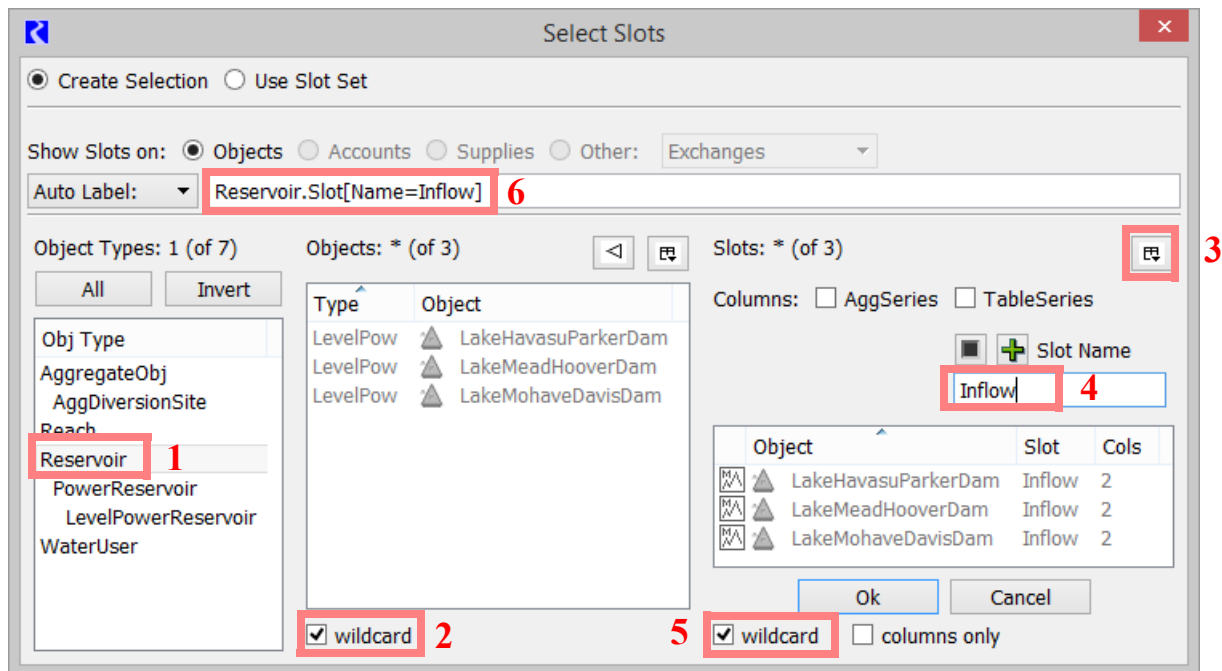 Select Slots
Create Selection Use Slot Set
Show Slots on: Objects Accounts Supplies Other: Exchanges
Auto Label: Reservoir.Slot[Name=Inflow] 6
Object Types: 1 (of 7)
All Invert
Obj Type
AggregateObj
AggDiversionSite
Reach
Reservoir 1
PowerReservoir
LevelPowerReservoir
WaterUser
Objects: * (of 3)
Type Object
LevelPow LakeHavasuParkerDam
LevelPow LakeMeadHooverDam
LevelPow LakeMohaveDavisDam
wildcard 2
Slots: * (of 3) 3
Columns: AggSeries TableSeries
Slot Name
Inflow 4
Object Slot Cols
LakeHavasuParkerDam Inflow 2
LakeMeadHooverDam Inflow 2
LakeMohaveDavisDam Inflow 2
Ok Cancel
5 wildcard columns only